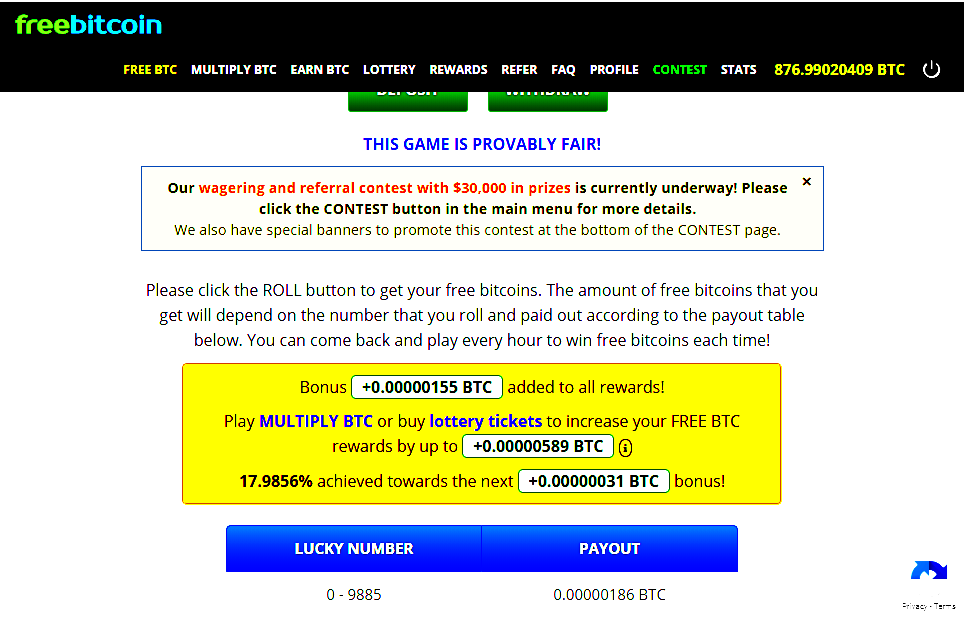 freebitcoin
FREE BTC MULTIPLY BTC EARN BTC LOTTERY REWARDS REFER FAQ PROFILE CONTEST STATS 876.99020409 BTC
DEPOSIT WITHDRAW
THIS GAME IS PROVABLY FAIR!
Our wagering and referral contest with $30,000 in prizes is currently underway! Please
click the CONTEST button in the main menu for more details.
We also have special banners to promote this contest at the bottom of the CONTEST page.
Please click the ROLL button to get your free bitcoins. The amount of free bitcoins that you
get will depend on the number that you roll and paid out according to the payout table
below. You can come back and play every hour to win free bitcoins each time!
Bonus +0.00000155 BTC added to all rewards!
Play MULTIPLY BTC or buy lottery tickets to increase your FREE BTC
rewards by up to +0.00000589 BTC
17.9856% achieved towards the next +0.00000031 BTC bonus!
LUCKY NUMBER PAYOUT
0 - 9885 0.00000186 BTC
Privacy - Terms